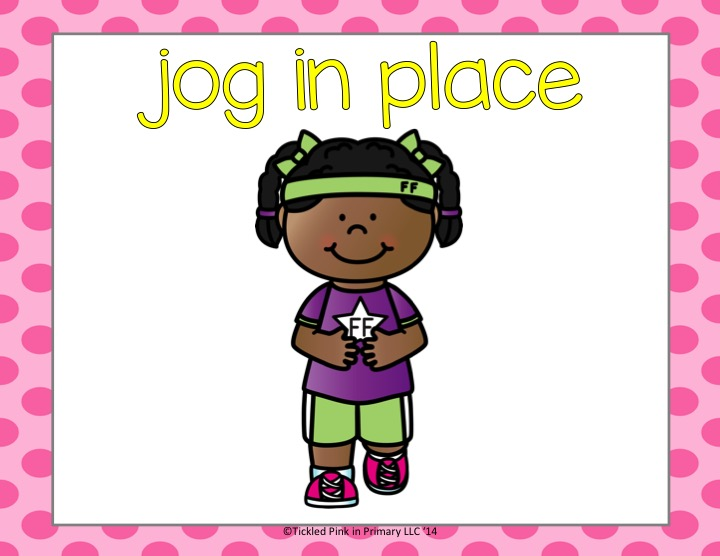 jog in place
FF
FF
©Tickled Pink in Primary LLC '14